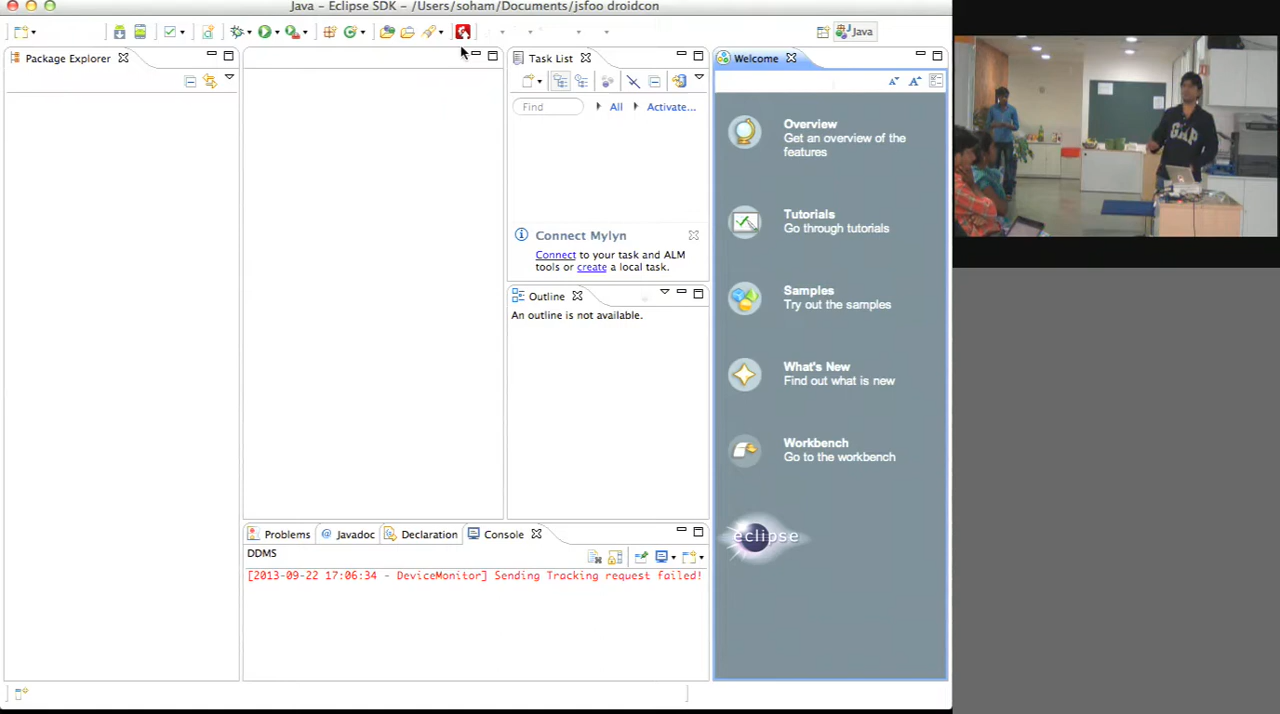 Java - Eclipse SDK - /Users/soham/Documents/jsfoo droidcon
Java
Package Explorer
Task List
Find
All
Activate...
Connect Mylyn
Connect to your task and ALM
tools or create a local task.
Outline
An outline is not available.
Welcome
Overview
Get an overview of the
features
Tutorials
Go through tutorials
Samples
Try out the samples
What's New
Find out what is new
Workbench
Go to the workbench
eclipse
Problems
Javadoc
Declaration
Console
DDMS
[2013-09-22 17:06:34 - DeviceMonitor] Sending Tracking request failed!
GAP